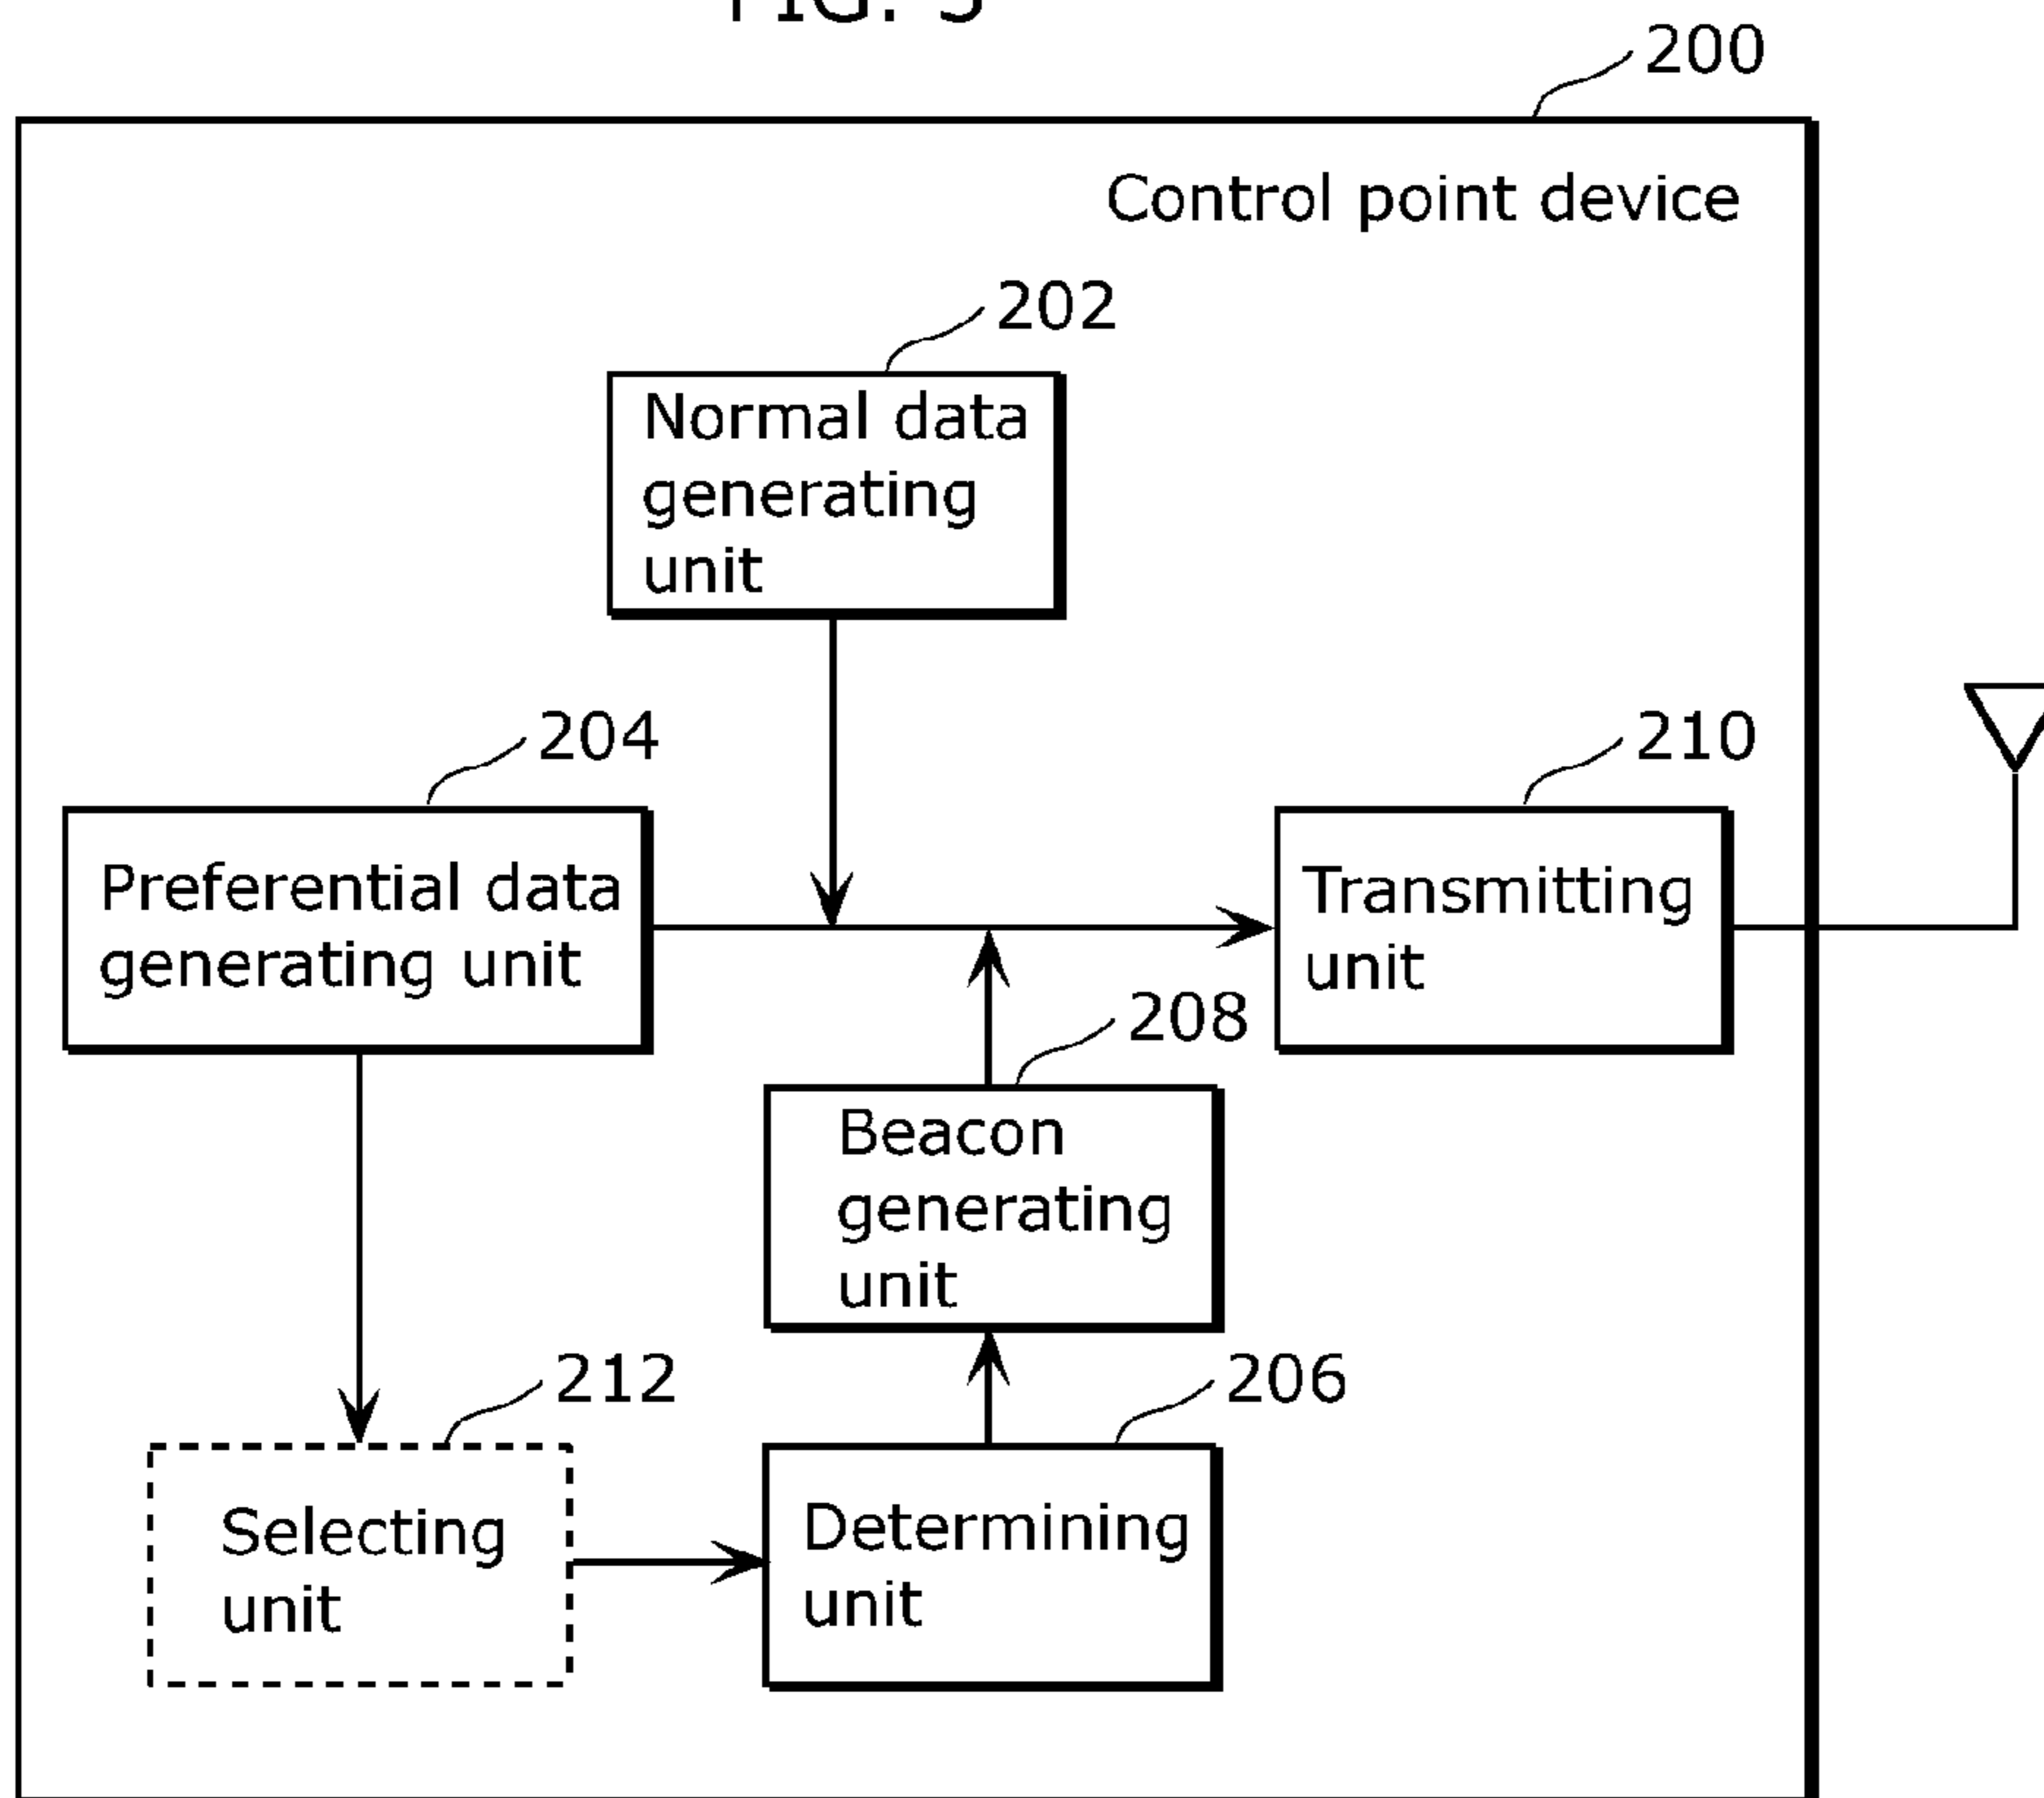 FIG.
200
Control point device
202
Normal data
generating
unit
204
210
Preferential data
generating unit
Transmitting
unit
208
Beacon
generating
unit
212
206
Selecting
unit
Determining
unit